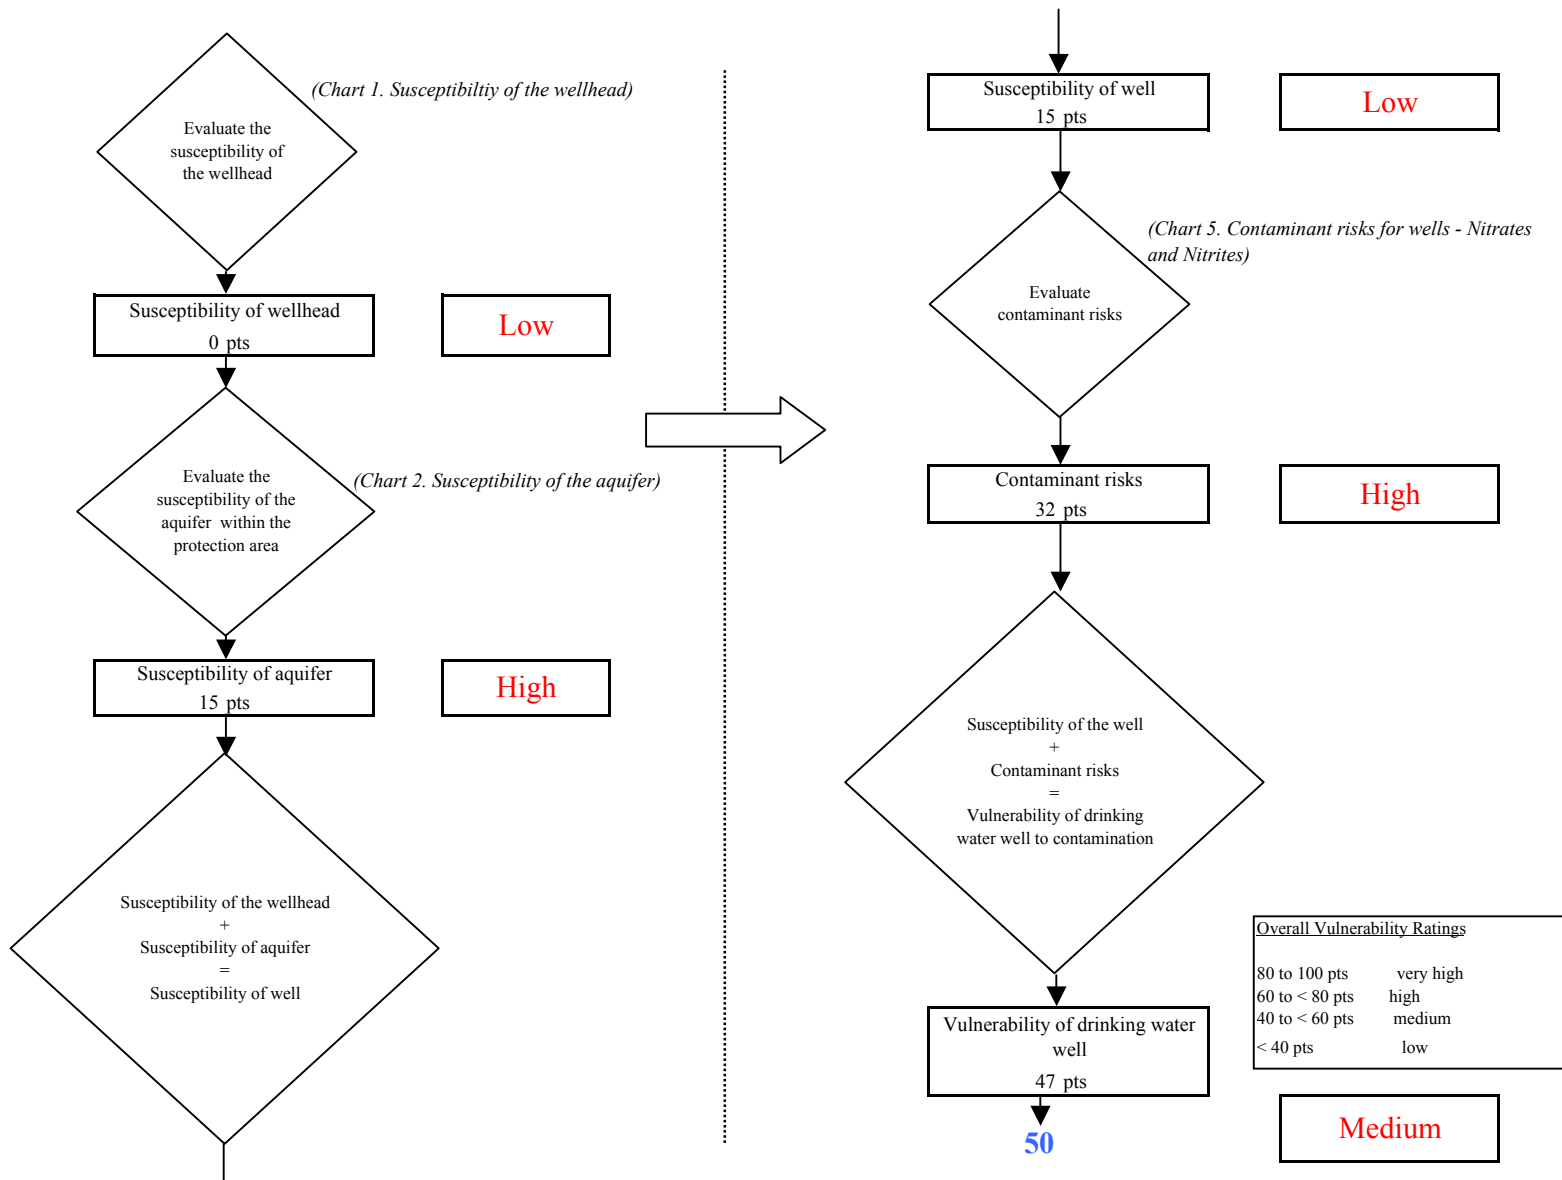 (Chart 1. Susceptibiltiy of the wellhead)
Evaluate the
susceptibility of
the wellhead
Susceptibility of wellhead
0 pts
Low
Evaluate the
susceptibility of the
aquifer within the
protection area
(Chart 2. Susceptibility of the aquifer)
Susceptibility of aquifer
15 pts
High
Susceptibility of the wellhead
+
Susceptibility of aquifer
=
Susceptibility of well
Susceptibility of well
15 pts
Low
(Chart 5. Contaminant risks for wells - Nitrates
and Nitrites)
Evaluate
contaminant risks
Contaminant risks
32 pts
High
Susceptibility of the well
+
Contaminant risks
=
Vulnerability of drinking
water well to contamination
Overall Vulnerability Ratings
80 to 100 pts very high
60 to < 80 pts high
40 to < 60 pts medium
< 40 pts low
Vulnerability of drinking water
well
47 pts
50
Medium